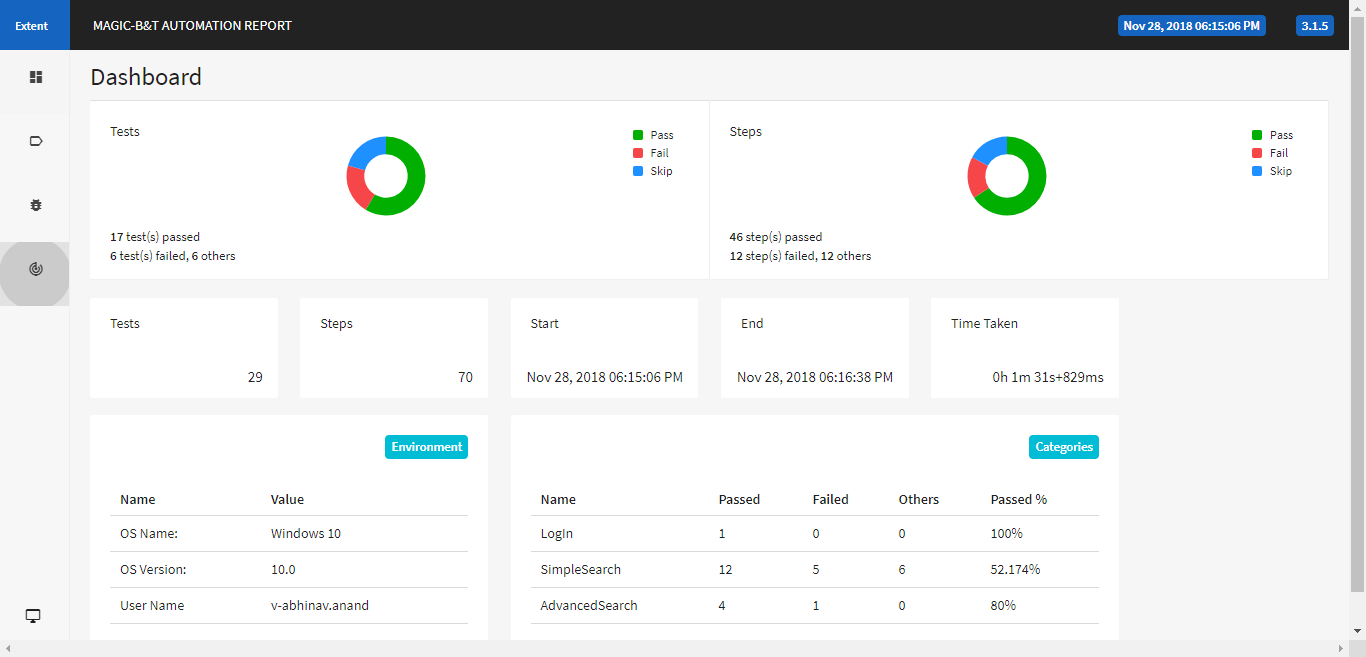 Extent MAGIC-B&T AUTOMATION REPORT Nov 28, 2018 06:15:06 PM 3.1.5
Dashboard
Tests
Pass
Fail
Skip
17 test(s) passed
6 test(s) failed, 6 others
Steps
Pass
Fail
Skip
46 step(s) passed
12 step(s) failed, 12 others
Tests
29
Steps
70
Start
Nov 28, 2018 06:15:06 PM
End
Nov 28, 2018 06:16:38 PM
Time Taken
0h 1m 31s+829ms
Environment
Name Value
OS Name: Windows 10
OS Version: 10.0
User Name v-abhinav.anand
Categories
Name Passed Failed Others Passed %
LogIn 1 0 0 100%
SimpleSearch 12 5 6 52.174%
AdvancedSearch 4 1 0 80%